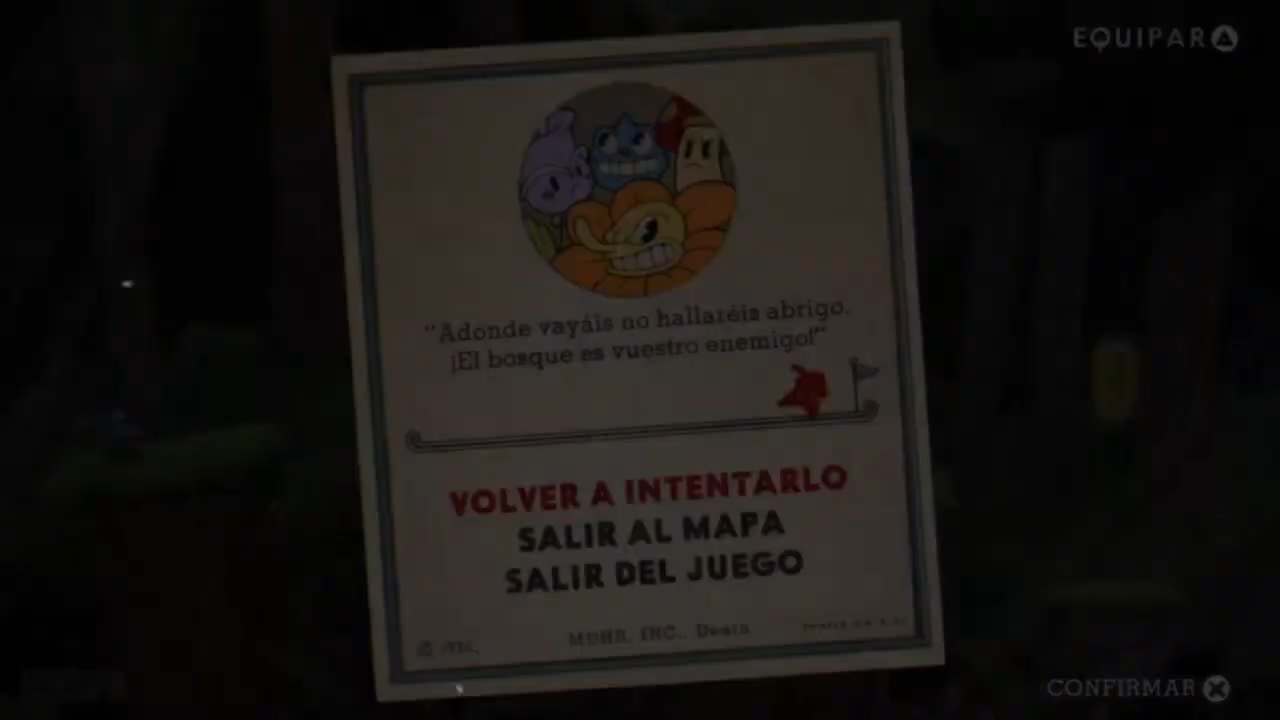 EQUIPAR
"Adonde vayáis no hallaréis abrigo.
¡El bosque es vuestro enemigo!"
VOLVER A INTENTARLO
SALIR AL MAPA
SALIR DEL JUEGO
MDHR, INC.,
CONFIRMAR